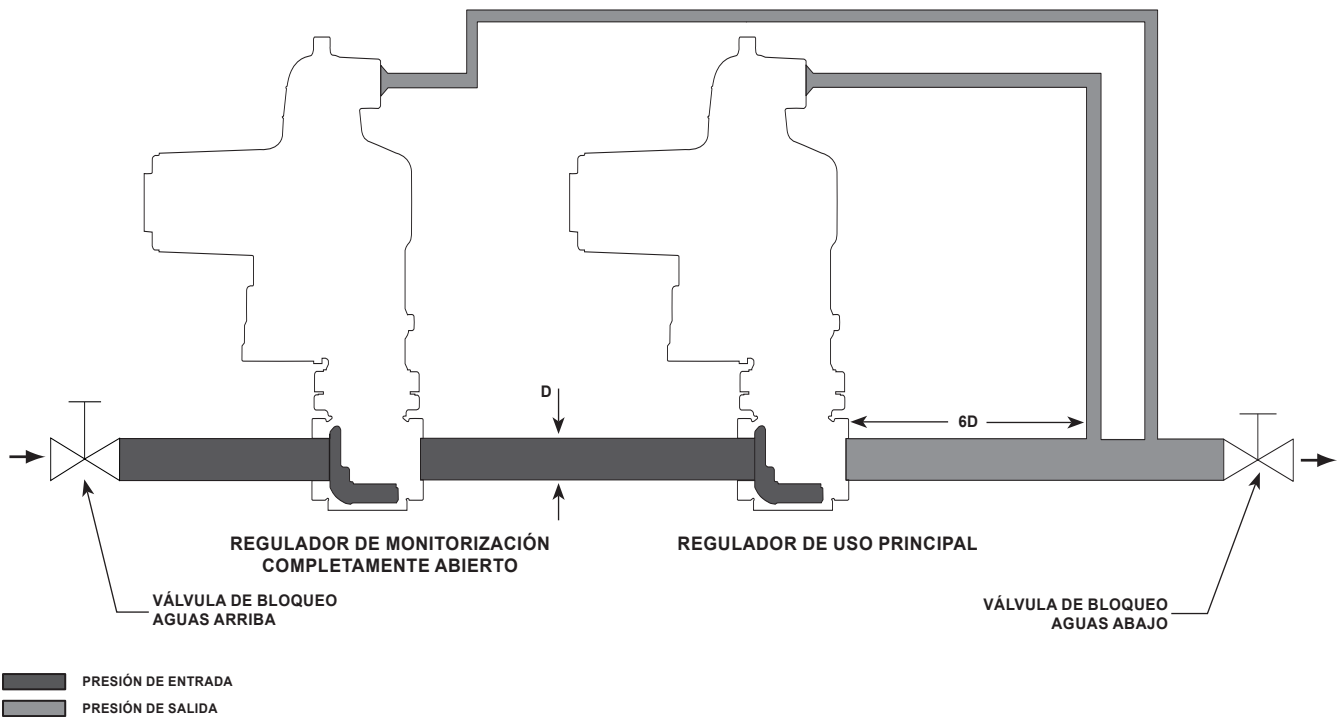 D
6D
REGULADOR DE MONITORIZACIÓN
COMPLETAMENTE ABIERTO
REGULADOR DE USO PRINCIPAL
VÁLVULA DE BLOQUEO
AGUAS ARRIBA
VÁLVULA DE BLOQUEO
AGUAS ABAJO
PRESIÓN DE ENTRADA
PRESIÓN DE SALIDA